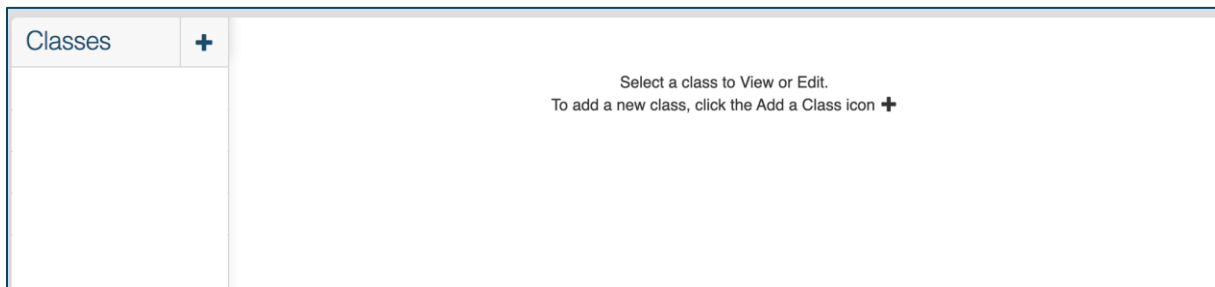 Classes +
Select a class to View or Edit.
To add a new class, click the Add a Class icon +